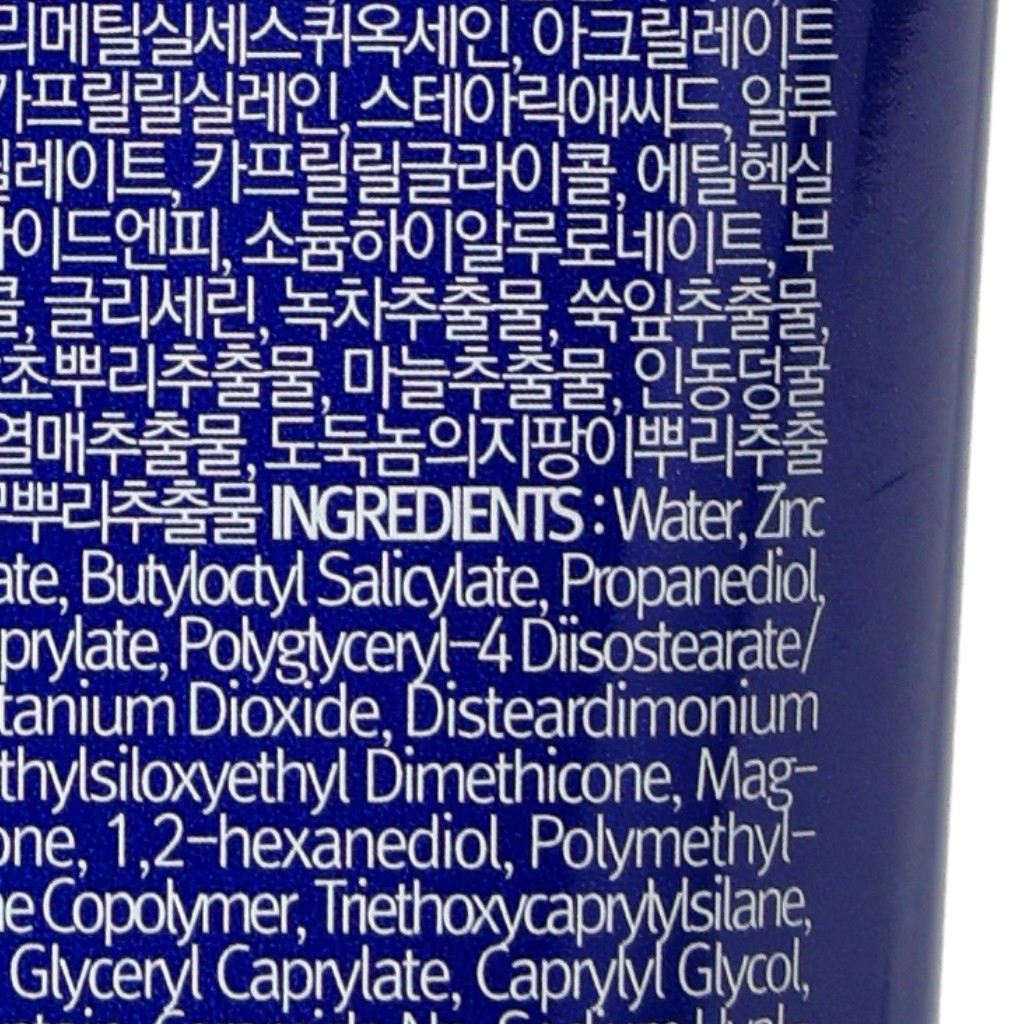 리메틸실세스퀴옥세인, 아크릴레이트
카프릴릴실레인, 스테아릭애씨드, 알루
릴레이트, 카프릴릴글라이콜, 에틸헥실
아이드엔피, 소듐하이알루로네이트, 부
콜, 글리세린, 녹차추출물, 쑥잎추출물,
초뿌리추출물, 마늘추출물, 인동덩굴
열매추출물, 도둑놈의지팡이뿌리추출
뿌리추출물 INGREDIENTS : Water, Zinc
ate, Butyloctyl Salicylate, Propanediol,
prylate, Polyglyceryl-4 Diisostearate/
tanium Dioxide, Disteardimonium
thylsiloxyethyl Dimethicone, Mag-
one, 1,2-hexanediol, Polymethyl-
e Copolymer, Triethoxycaprylylsilane,
Glyceryl Caprylate, Caprylyl Glycol,